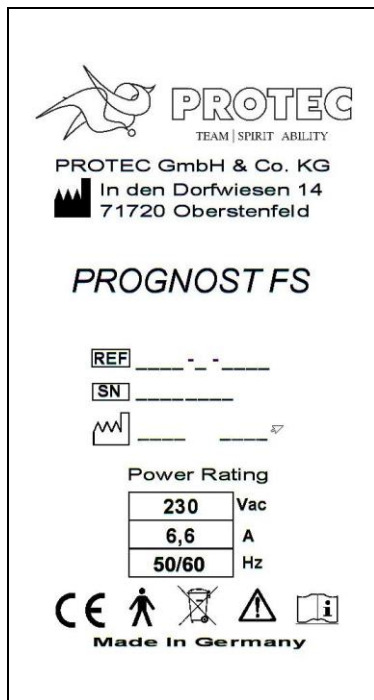 PROTEC
TEAM | SPIRIT ABILITY
PROTEC GmbH & Co. KG
In den Dorfwiesen 14
71720 Oberstenfeld
PROGNOST FS
REF ____-_-____
SN ________
____ ____
Power Rating
230 Vac
6,6 A
50/60 Hz
CE
i
Made In Germany